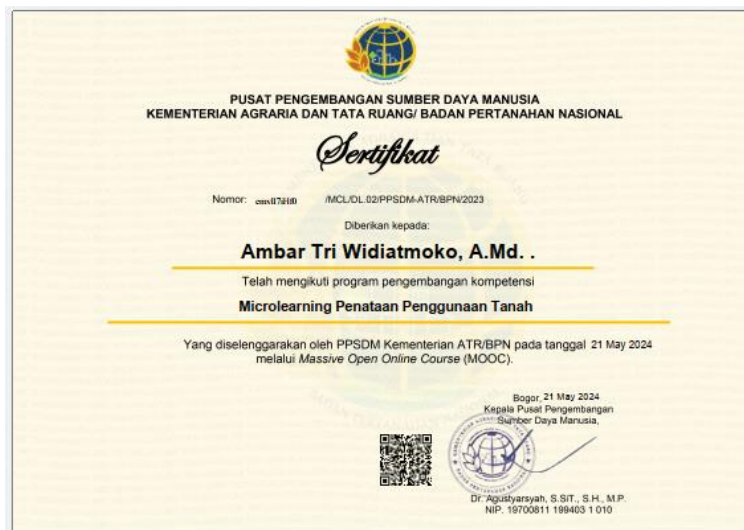 PUSAT PENGEMBANGAN SUMBER DAYA MANUSIA
KEMENTERIAN AGRARIA DAN TATA RUANG/ BADAN PERTANAHAN NASIONAL
Sertifikat
Nomor: /MCL/DL.02/PPSDM-ATR/BPN/2023
Diberikan kepada:
Ambar Tri Widiatmoko, A.Md. .
Telah mengikuti program pengembangan kompetensi
Microlearning Penataan Penggunaan Tanah
Yang diselenggarakan oleh PPSDM Kementerian ATR/BPN pada tanggal 21 May 2024
melalui Massive Open Online Course (MOOC).
Bogor, 21 May 2024
Kepala Pusat Pengembangan
Sumber Daya Manusia,
Dr. Agustyarsyah, S.SiT., S.H., M.P.
NIP. 19700811 199403 1 010